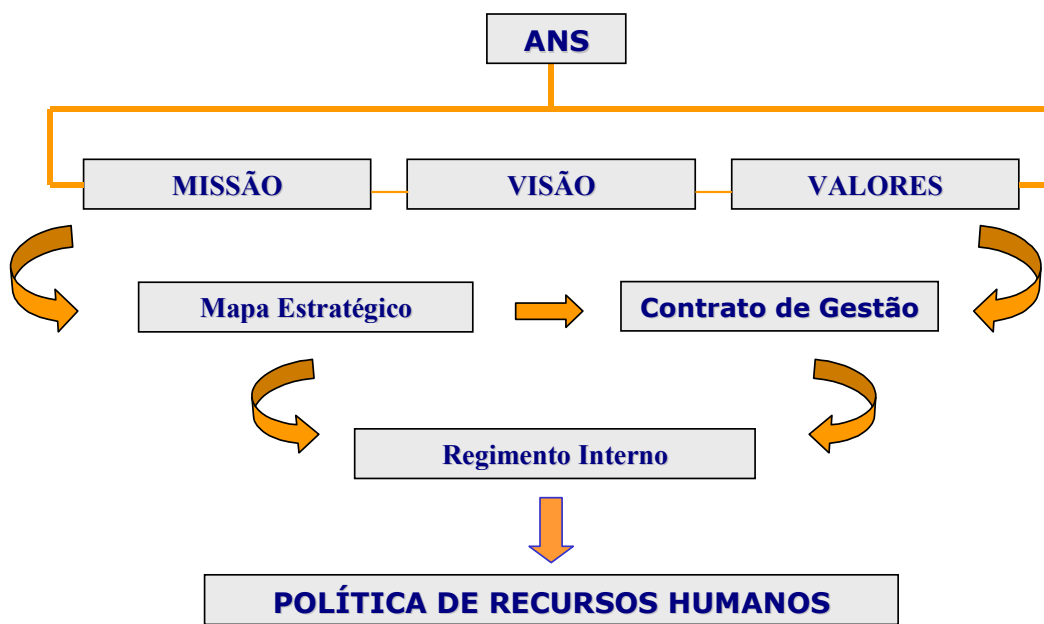 ANS
MISSÃO
VISÃO
VALORES
Mapa Estratégico
Contrato de Gestão
Regimento Interno
POLÍTICA DE RECURSOS HUMANOS